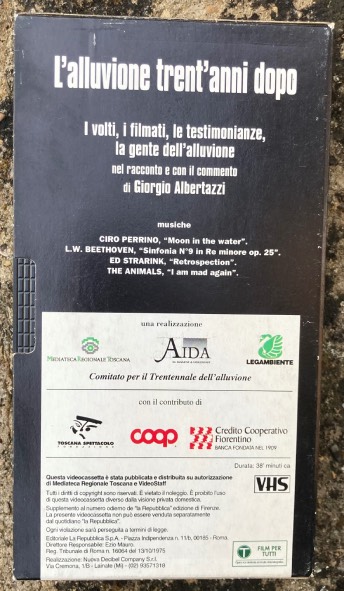 L'alluvione trent'anni dopo
I volti, i filmati, le testimonianze,
la gente dell'alluvione
nel racconto e con il commento
di Giorgio Albertazzi
musiche
CIRO PERRINO, "Moon in the water".
L.W. BEETHOVEN, "Sinfonia N°9 in Re minore op. 25".
ED STRARINK, "Retrospection".
THE ANIMALS, "I am mad again".
una realizzazione
MEDIATECA REGIONALE TOSCANA
AIDA
LEGAMBIENTE
Comitato per il Trentennale dell'alluvione
con il contributo di
TOSCANA SPETTACOLO
coop
Credito Cooperativo
Fiorentino
BANCA FONDATA NEL 1909
Durata: 38' minuti ca
Questa videocassetta è stata pubblicata e distribuita su autorizzazione
di Mediateca Regionale Toscana e VideoStaff
VHS
Tutti i diritti di copyright sono riservati. È vietato il noleggio. È proibito l'uso
di questa videocassetta diverso dalla visione privata domestica.
Supplemento al numero odierno de "la Repubblica" edizione di Firenze.
La presente videocassetta non può essere venduta separatamente
dal quotidiano "la Repubblica".
Ogni violazione sarà perseguita a termini di legge.
Editoriale La Repubblica S.p.A. - Piazza Indipendenza n. 11/b, 00185 - Roma.
Direttore Responsabile: Ezio Mauro.
Reg. Tribunale di Roma n. 16064 del 13/10/1975
Realizzazione: Nuova Decibel Company S.r.l.
Via Cremona, 1/B - Lainate (Mi) - (02) 93571318
T
FILM PER
TUTTI